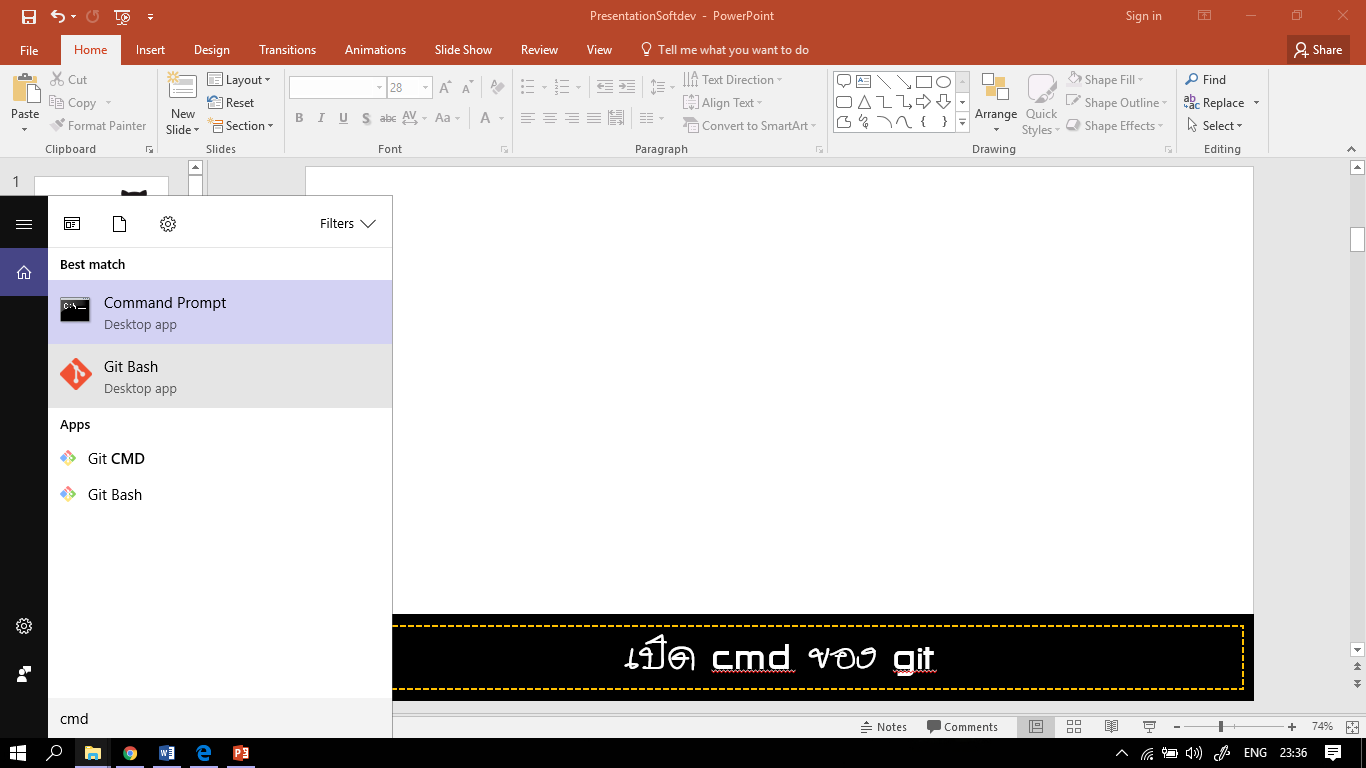 PresentationSoftdev - PowerPoint
Sign in
File
Home
Insert
Design
Transitions
Animations
Slide Show
Review
View
Tell me what you want to do
Share
Paste
Cut
Copy
Format Painter
Clipboard
New Slide
Layout
Reset
Section
Slides
28
B I U S abc AV Aa A
Font
Text Direction
Align Text
Convert to SmartArt
Paragraph
Arrange
Quick Styles
Shape Fill
Shape Outline
Shape Effects
Drawing
Find
Replace
Select
Editing
1
Filters
Best match
Command Prompt
Desktop app
Git Bash
Desktop app
Apps
Git CMD
Git Bash
cmd
เปิด cmd ของ git
Notes
Comments
74%
ENG
23:36